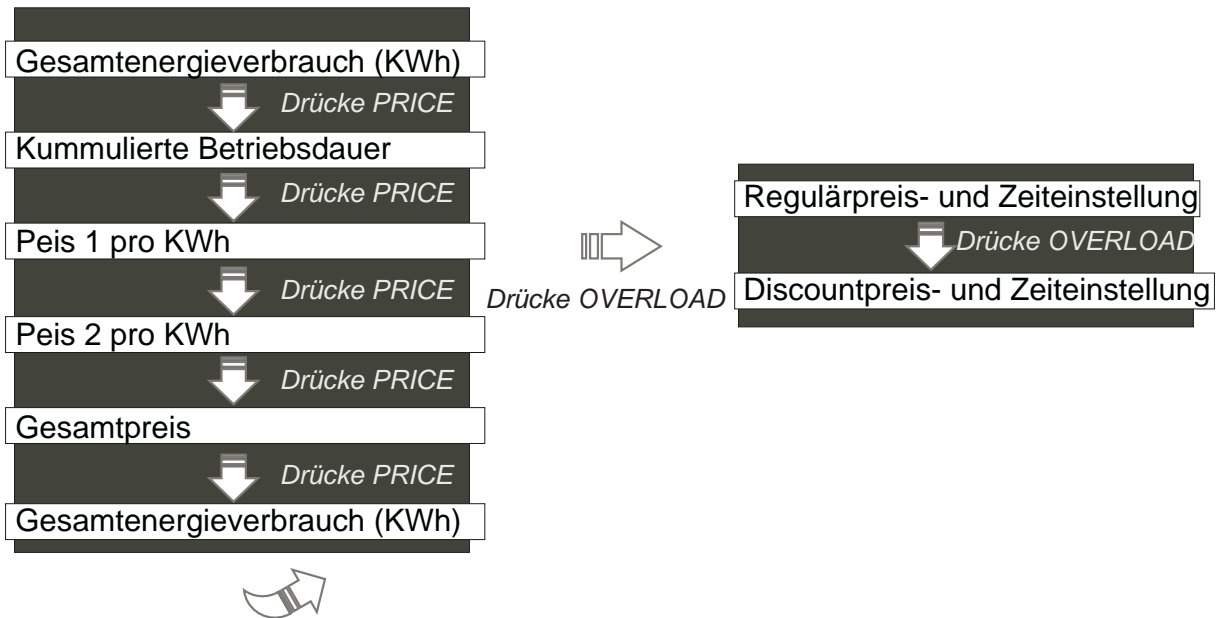 Gesamtenergieverbrauch (KWh)
Drücke PRICE
Kummulierte Betriebsdauer
Drücke PRICE
Peis 1 pro KWh
Drücke PRICE
Peis 2 pro KWh
Drücke PRICE
Gesamtpreis
Drücke PRICE
Gesamtenergieverbrauch (KWh)
Drücke OVERLOAD
Regulärpreis- und Zeiteinstellung
Drücke OVERLOAD
Discountpreis- und Zeiteinstellung